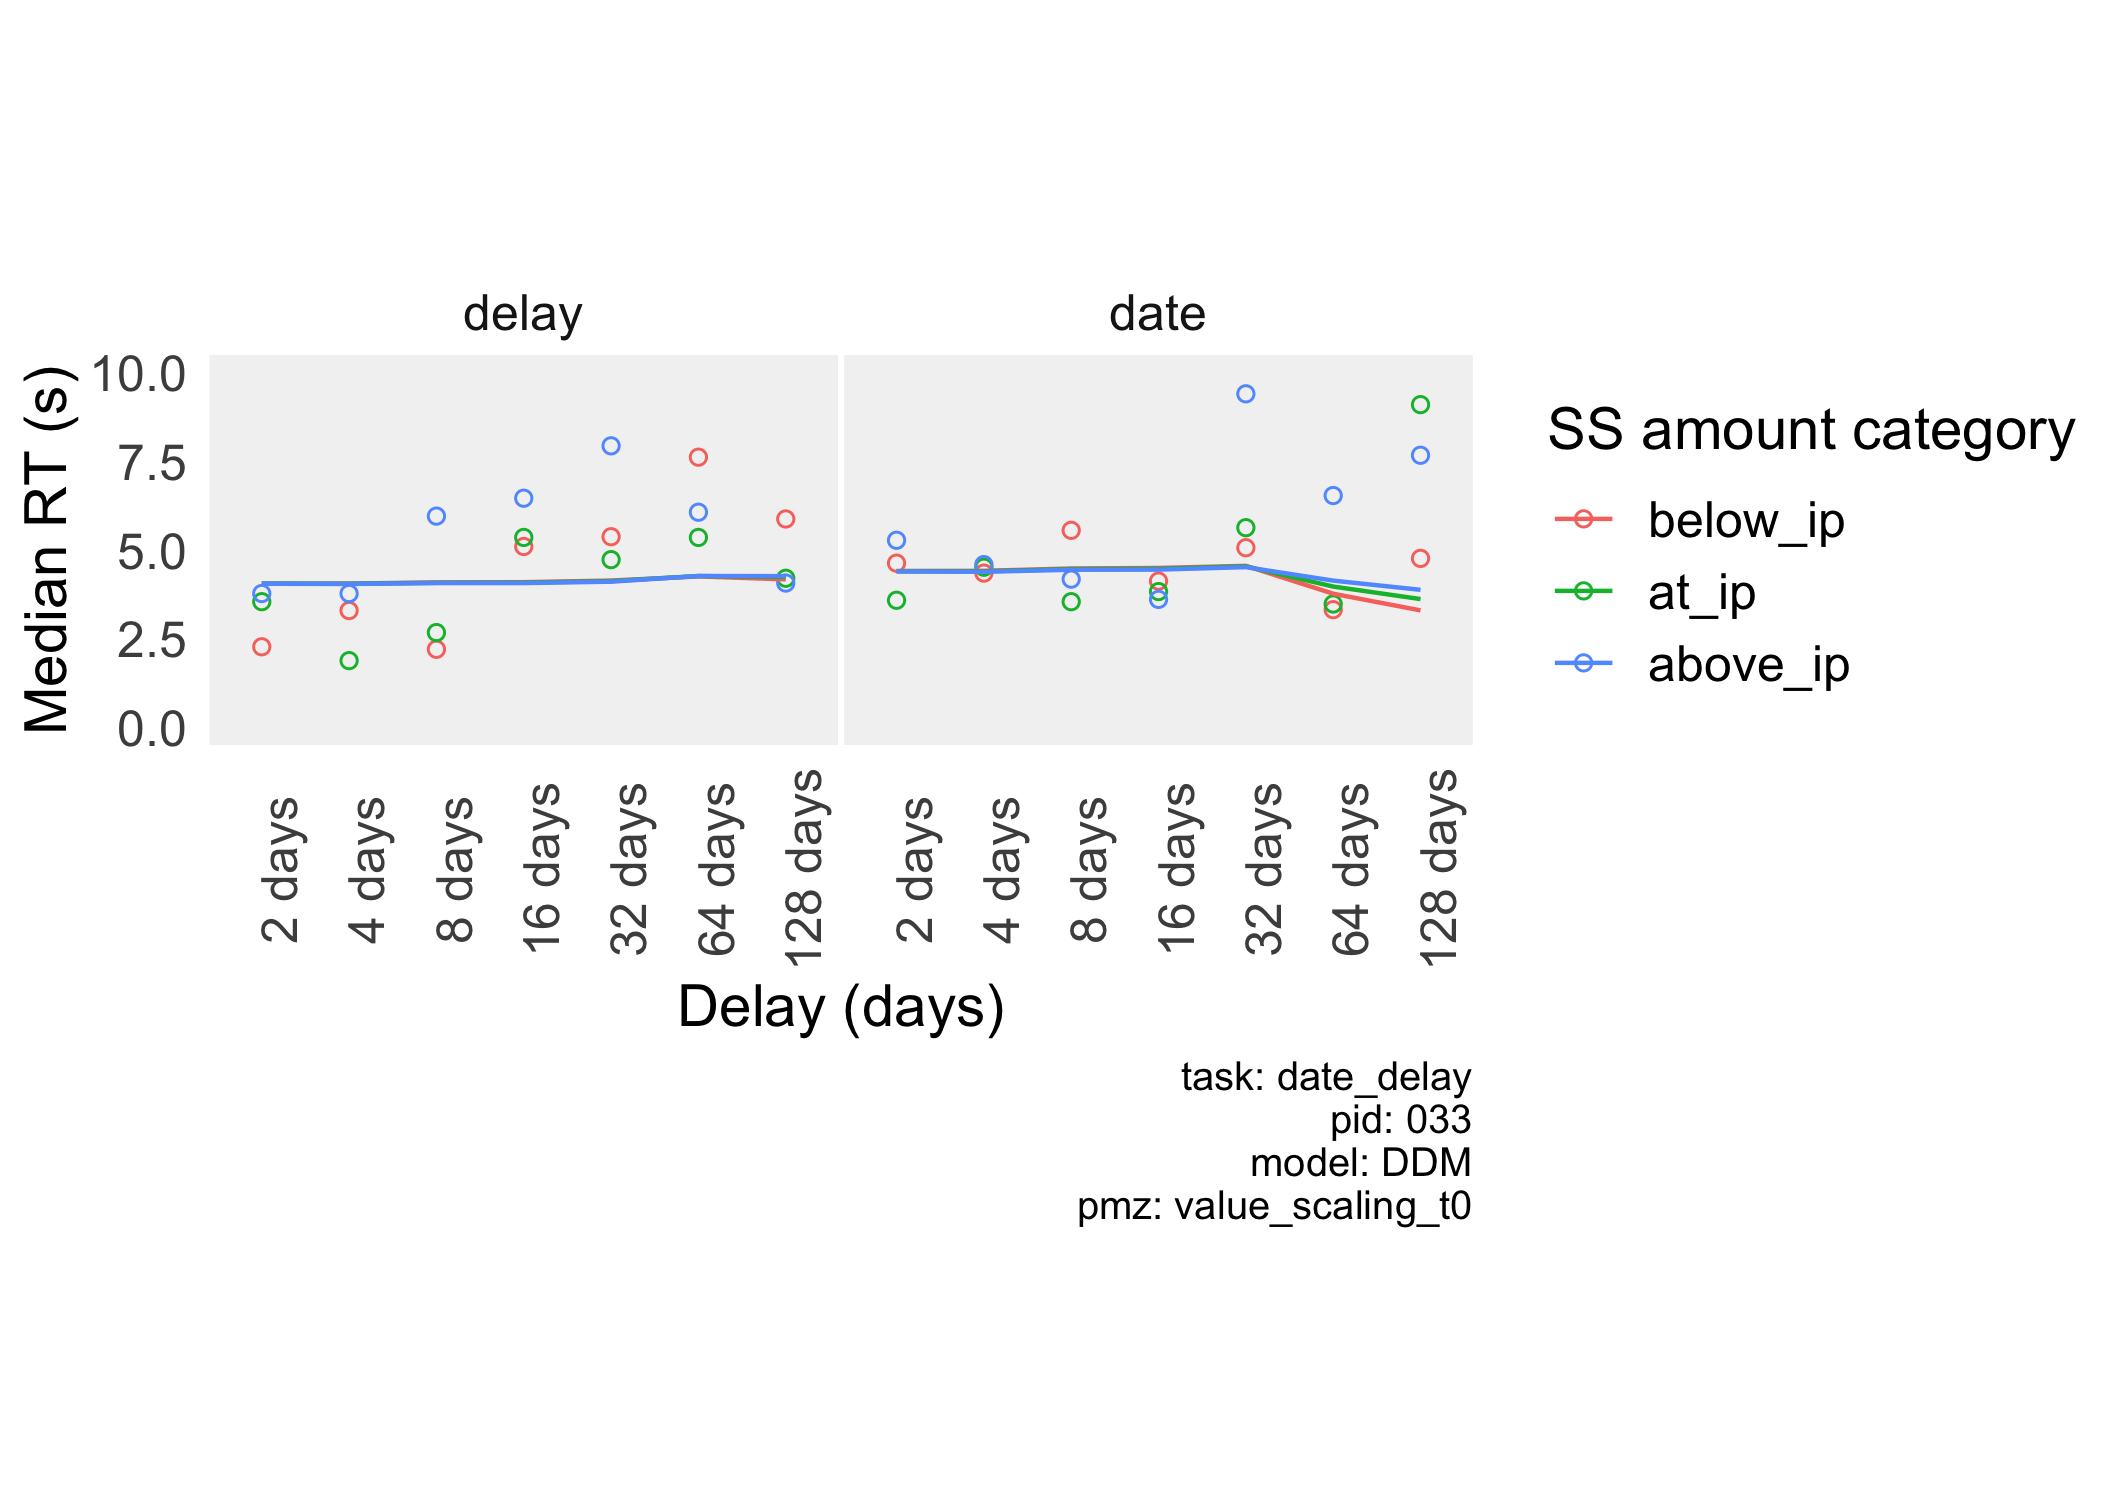 delay
date
Median RT (s)
10.0
7.5
5.0
2.5
0.0
2 days
4 days
8 days
16 days
32 days
64 days
128 days
2 days
4 days
8 days
16 days
32 days
64 days
128 days
Delay (days)
SS amount category
below_ip
at_ip
above_ip
task: date_delay
pid: 033
model: DDM
pmz: value_scaling_t0